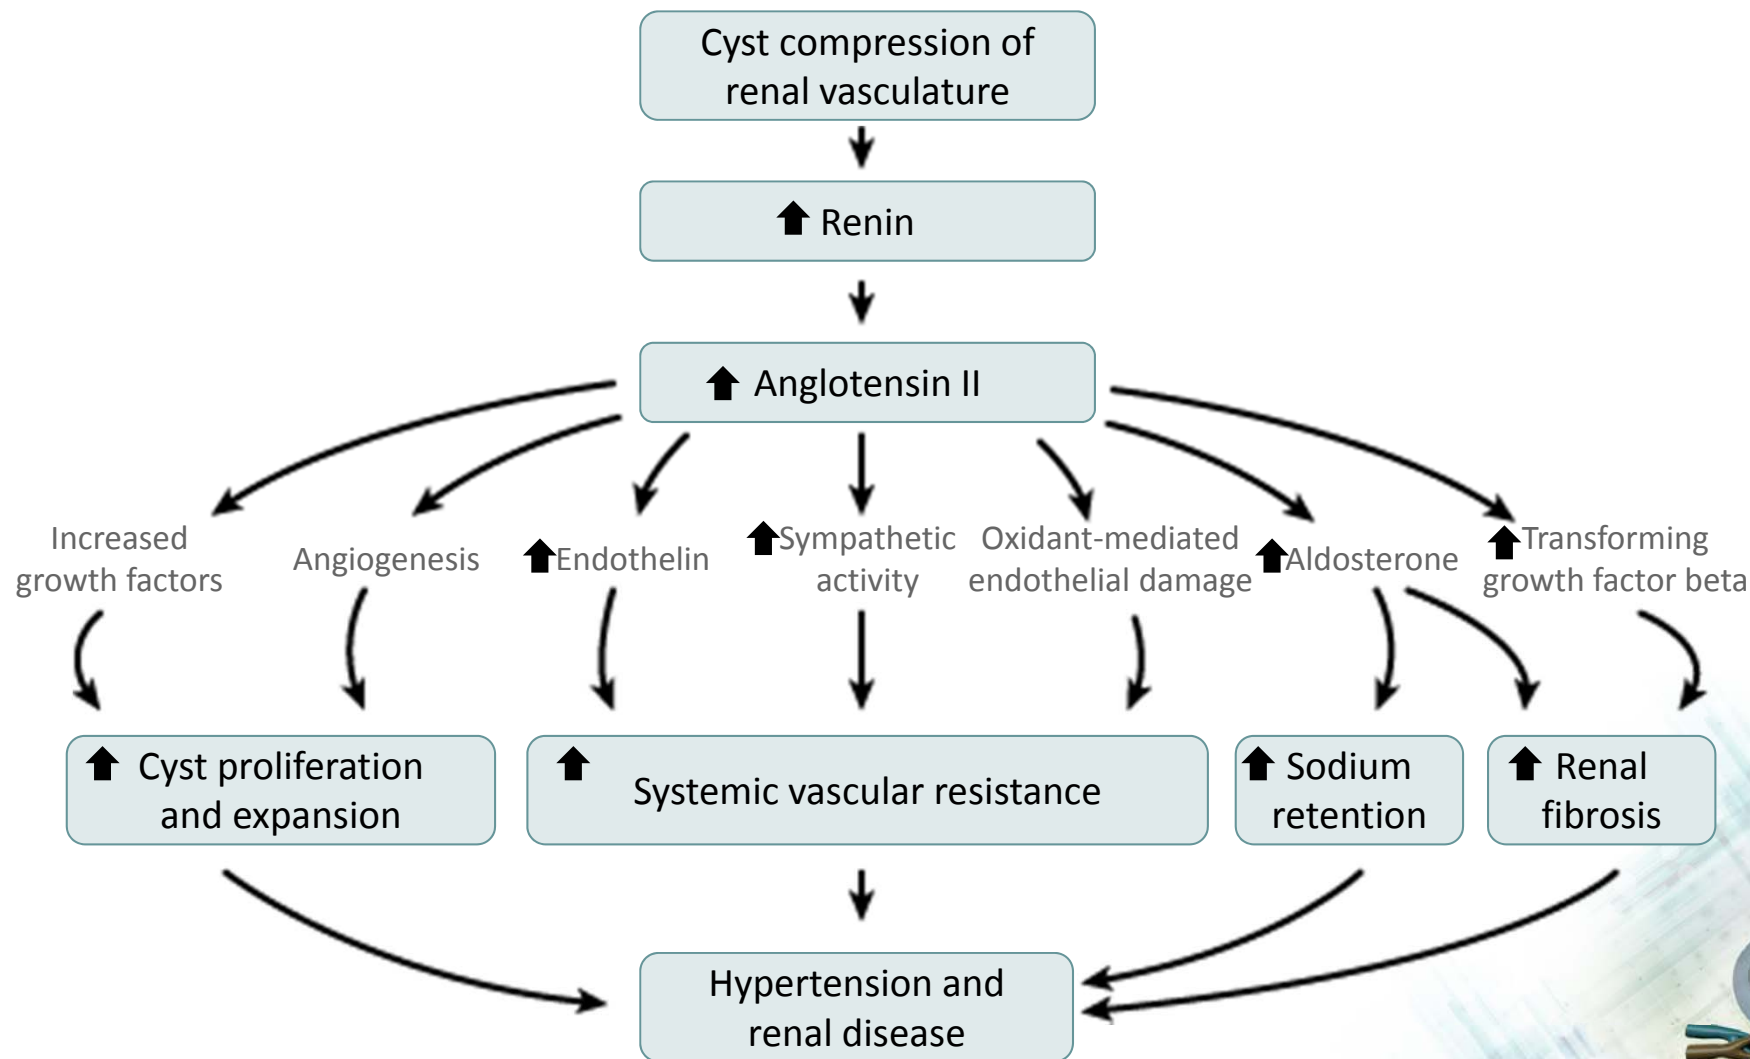 Cyst compression of
renal vasculature
Renin
Anglotensin II
Increased
growth factors
Angiogenesis
Endothelin
Sympathetic
activity
Oxidant-mediated
endothelial damage
Aldosterone
Transforming
growth factor beta
Cyst proliferation
and expansion
Systemic vascular resistance
Sodium
retention
Renal
fibrosis
Hypertension and
renal disease